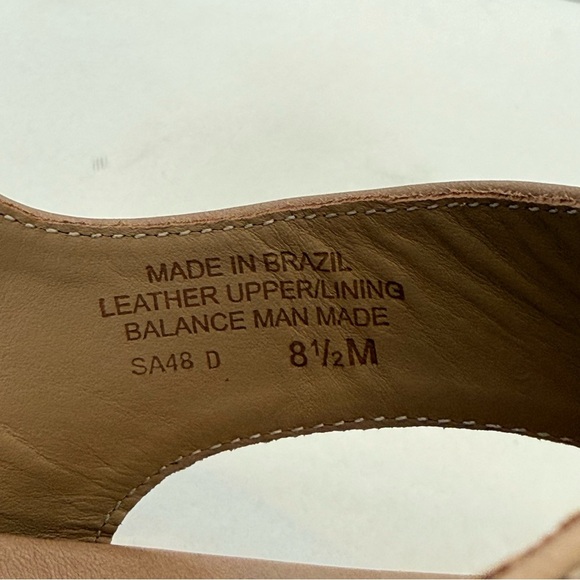 MADE IN BRAZIL
LEATHER UPPER/LINING
BALANCE MAN MADE
SA48 D 8½M